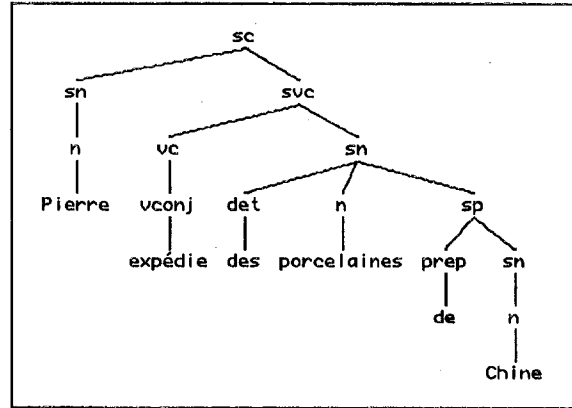 sc
sn svc
n vc sn
Pierre vconj det n sp
expédie des porcelaines prep sn
de n
Chine